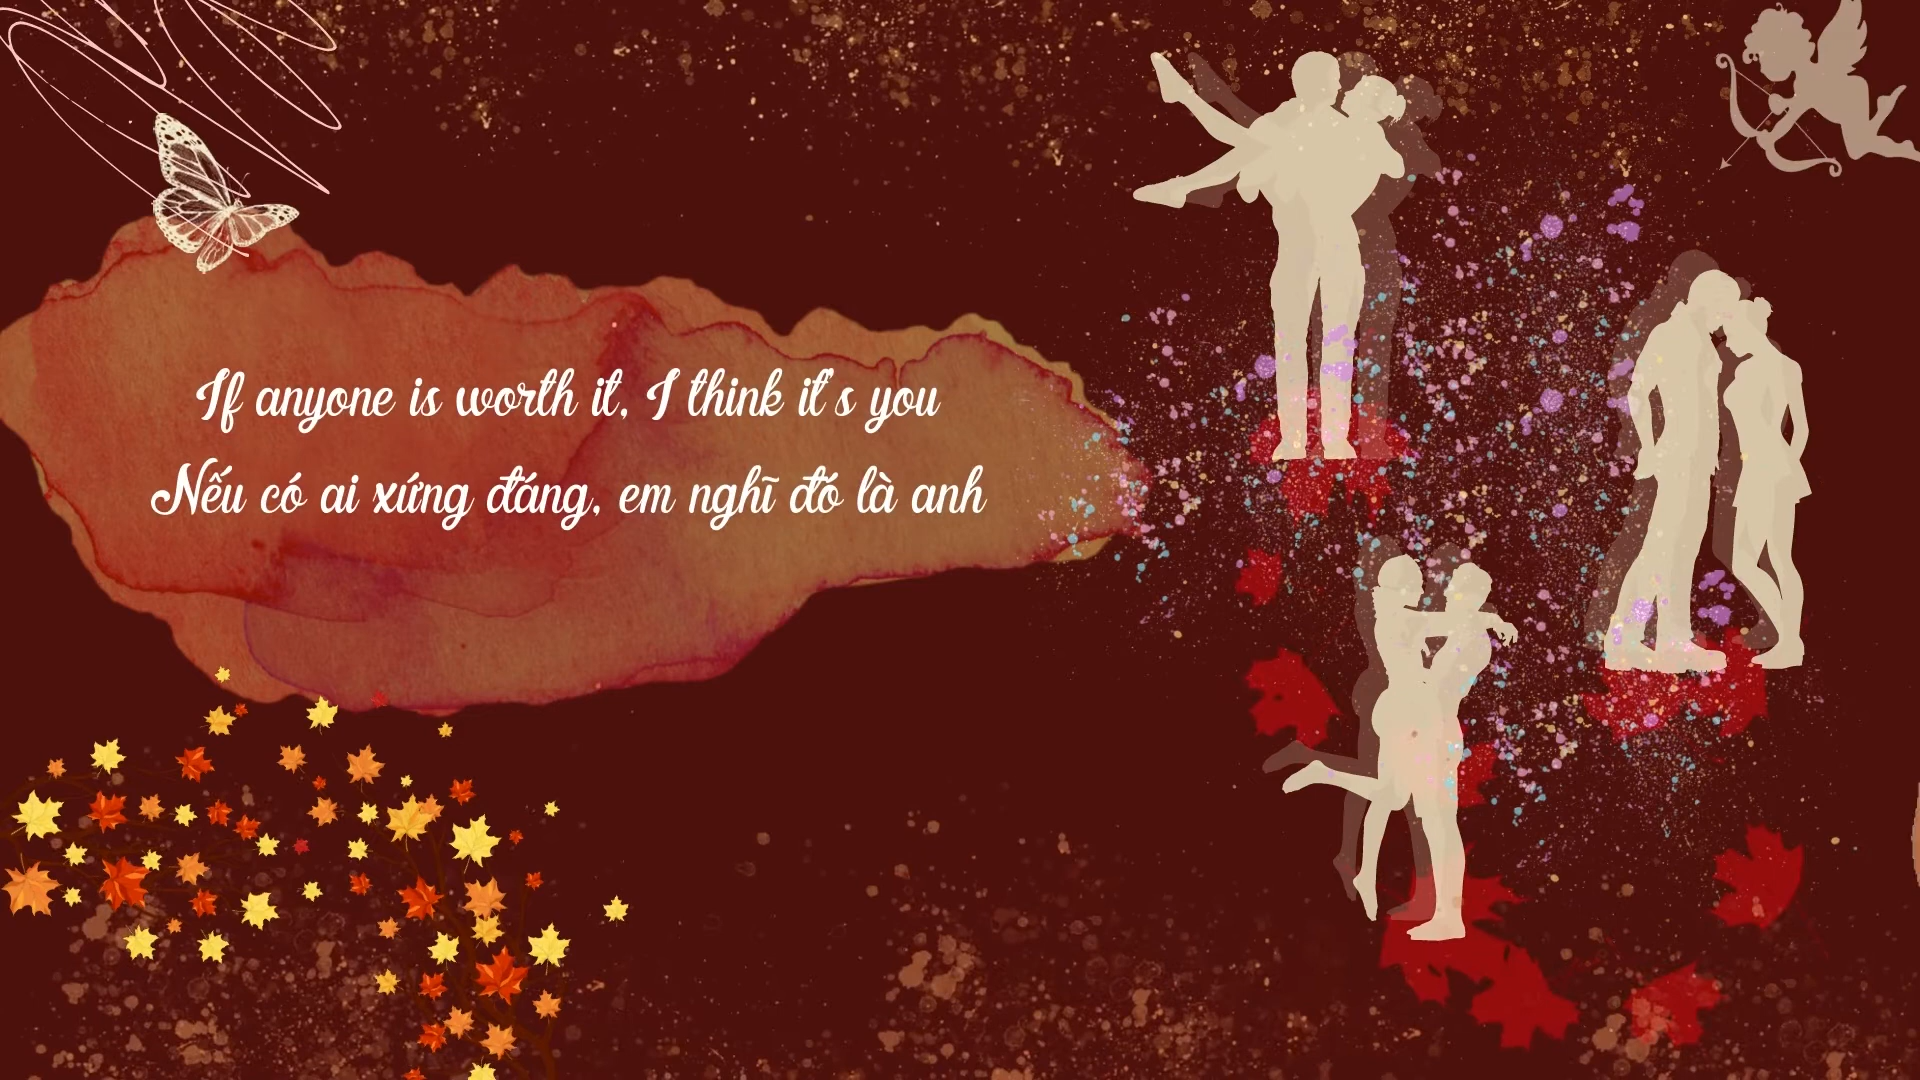 If anyone is worth it, I think it's you
Nếu có ai xứng đáng, em nghĩ đó là anh